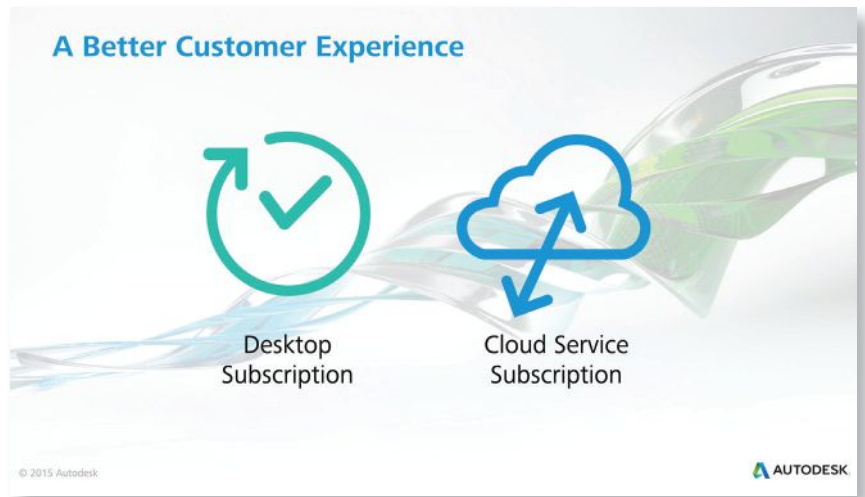 A Better Customer Experience
Desktop
Subscription
Cloud Service
Subscription
© 2015 Autodesk
AUTODESK.